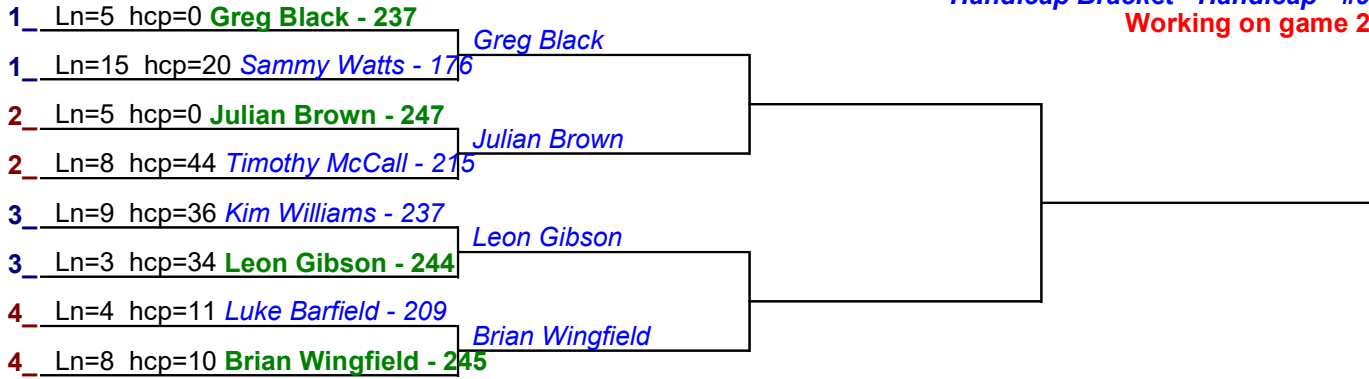 Handicap Bracket - Handicap - #
Working on game 2
1_ Ln=5 hcp=0 Greg Black - 237
Greg Black
1_ Ln=15 hcp=20 Sammy Watts - 176
2_ Ln=5 hcp=0 Julian Brown - 247
Julian Brown
2_ Ln=8 hcp=44 Timothy McCall - 215
3_ Ln=9 hcp=36 Kim Williams - 237
Leon Gibson
3_ Ln=3 hcp=34 Leon Gibson - 244
4_ Ln=4 hcp=11 Luke Barfield - 209
Brian Wingfield
4_ Ln=8 hcp=10 Brian Wingfield - 245